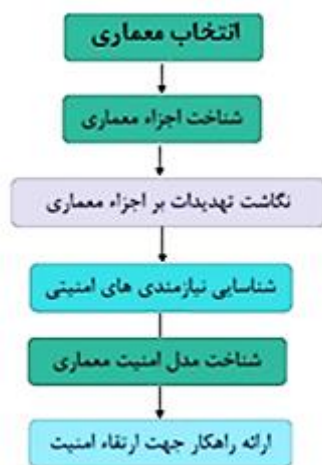 انتخاب معماری
شناخت اجزاء معماری
نگاشت تهدیدات بر اجزاء معماری
شناسایی نیازمندی های امنیتی
شناخت مدل امنیت معماری
ارائه راهکار جهت ارتقاء امنیت